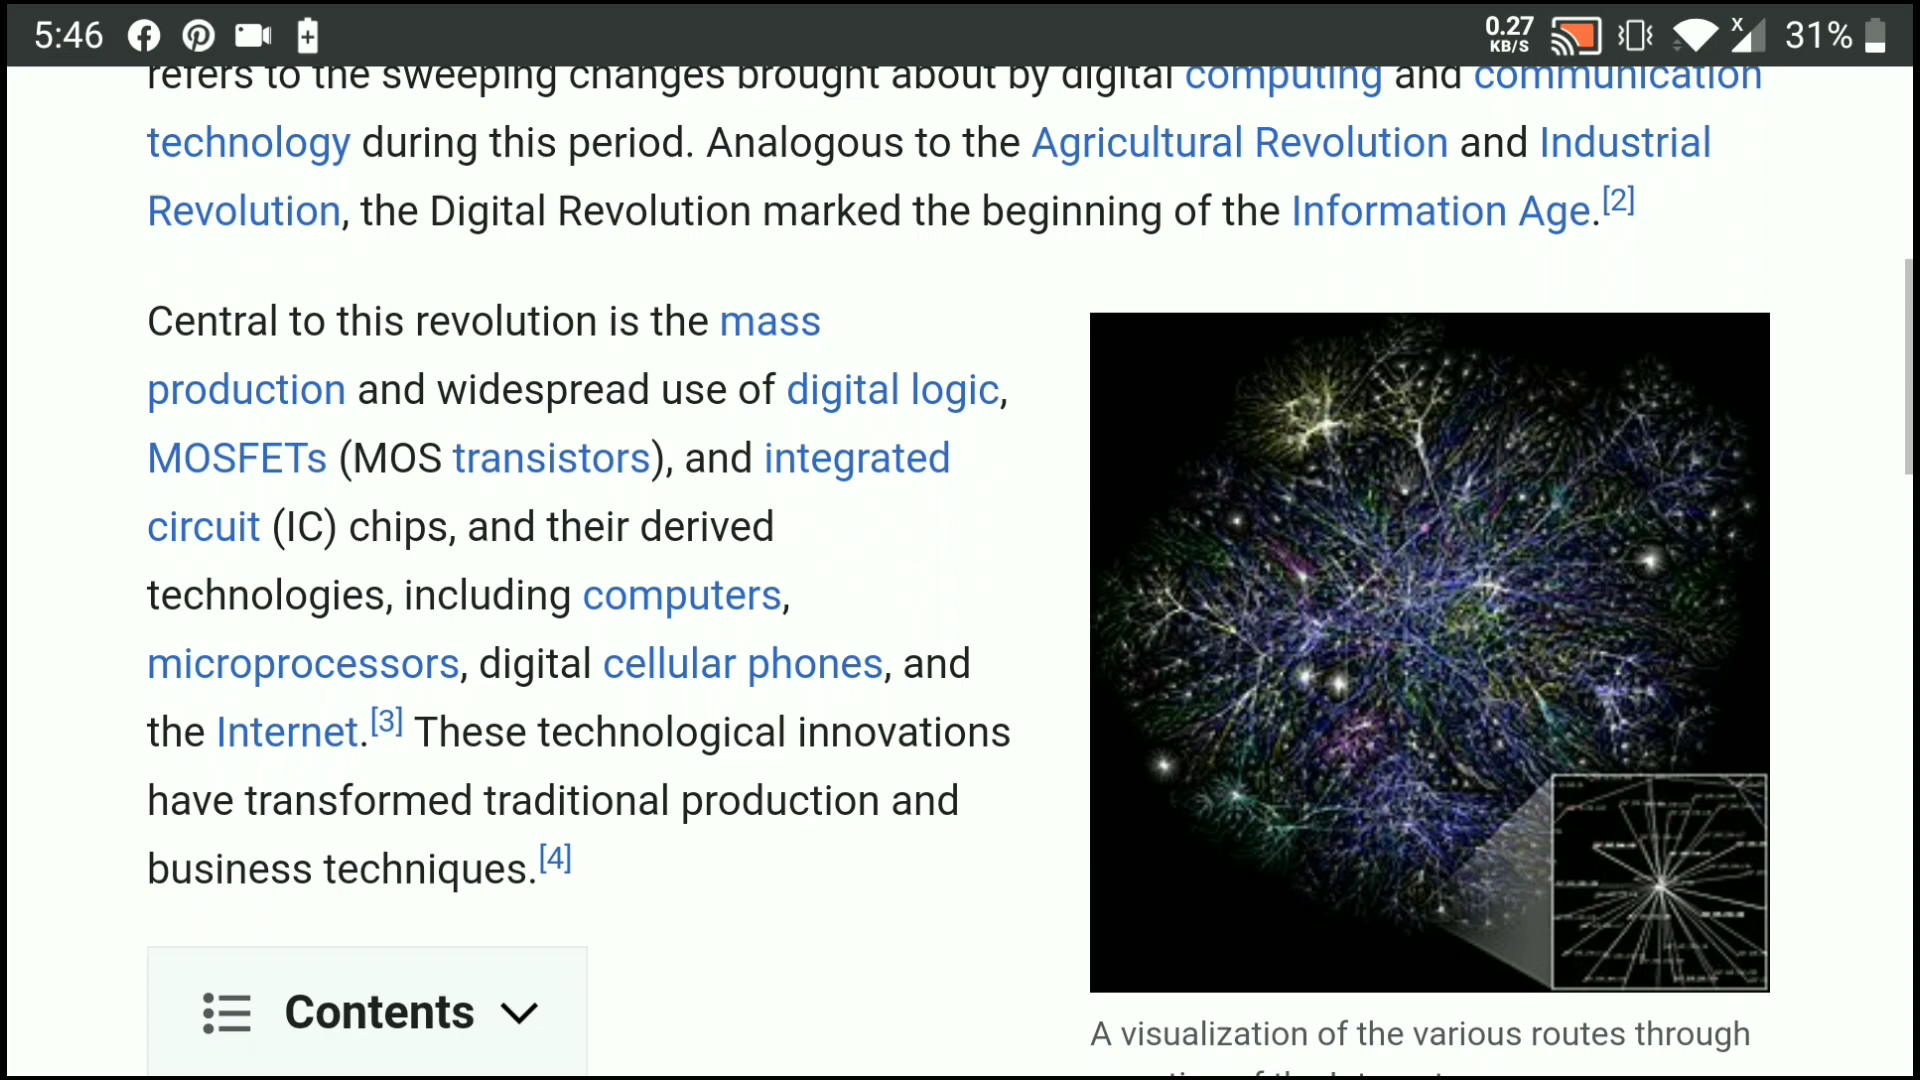 5:46 0.27 KB/S X 31%
refers to the sweeping changes brought about by digital computing and communication
technology during this period. Analogous to the Agricultural Revolution and Industrial
Revolution, the Digital Revolution marked the beginning of the Information Age.[2]
Central to this revolution is the mass
production and widespread use of digital logic,
MOSFETs (MOS transistors), and integrated
circuit (IC) chips, and their derived
technologies, including computers,
microprocessors, digital cellular phones, and
the Internet.[3] These technological innovations
have transformed traditional production and
business techniques.[4]
Contents
A visualization of the various routes through